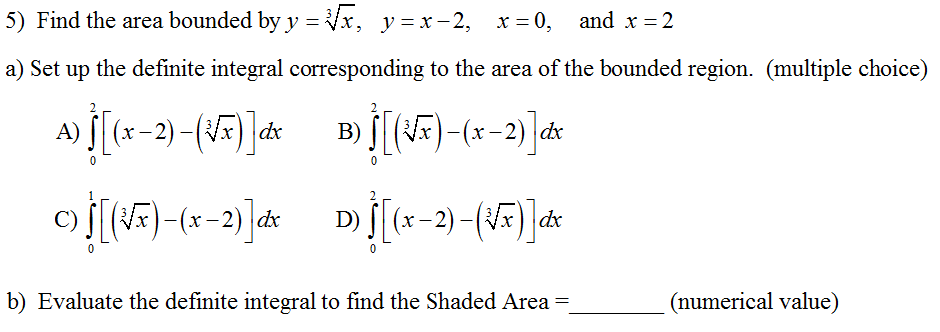 5) Find the area bounded by y = ∛x, y = x − 2, x = 0, and x = 2
a) Set up the definite integral corresponding to the area of the bounded region. (multiple choice)
A) ∫₀² [(x − 2) − (∛x)] dx B) ∫₀² [(∛x) − (x − 2)] dx
C) ∫₀¹ [(∛x) − (x − 2)] dx D) ∫₀² [(x − 2) − (∛x)] dx
b) Evaluate the definite integral to find the Shaded Area = ________ (numerical value)